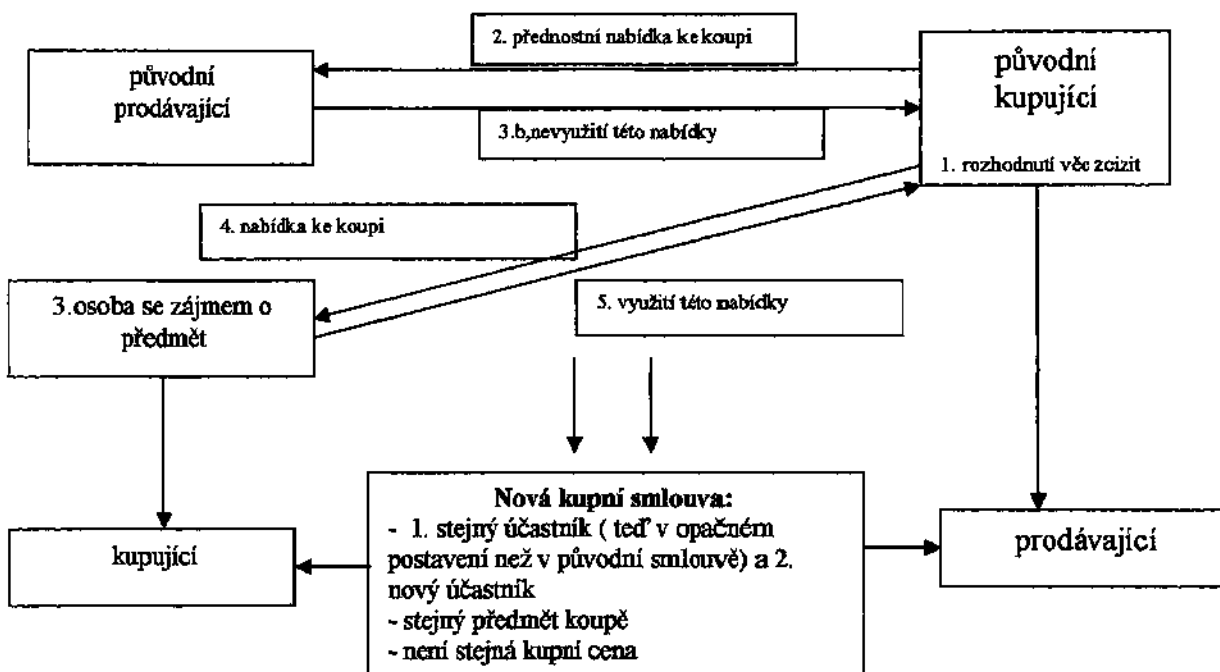 2. přednostní nabídka ke koupi
původní
prodávající
původní
kupující
3.b,nevyužití této nabídky
1. rozhodnutí věc zcizit
4. nabídka ke koupi
3.osoba se zájmem o
předmět
5. využití této nabídky
Nová kupní smlouva:
- 1. stejný účastník ( teď v opačném
postavení než v původní smlouvě) a 2.
nový účastník
- stejný předmět koupě
- není stejná kupní cena
kupující
prodávající